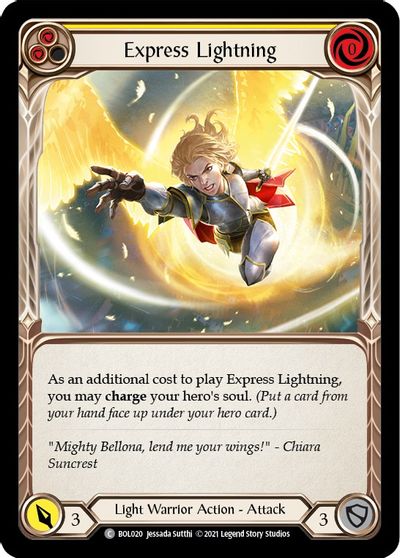 Express Lightning
0
As an additional cost to play Express Lightning,
you may charge your hero's soul. (Put a card from
your hand face up under your hero card.)
"Mighty Bellona, lend me your wings!" - Chiara
Suncrest
3
Light Warrior Action - Attack
3
C BOL020 Jessada Sutthi © 2021 Legend Story Studios